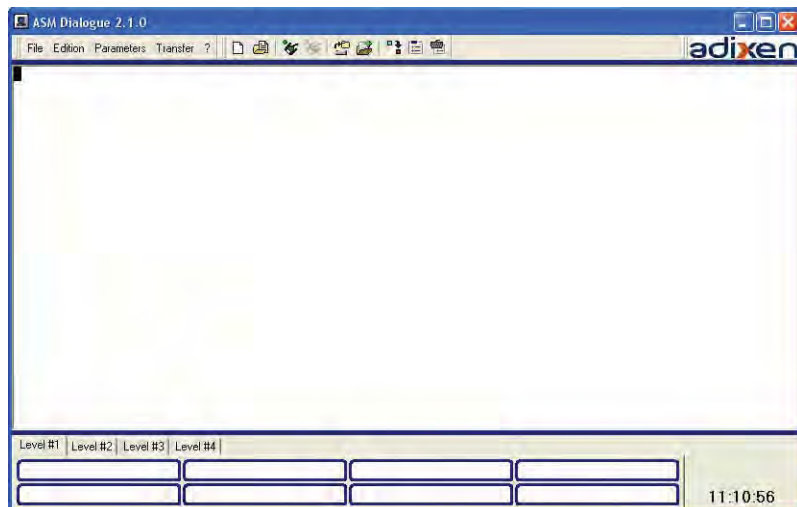 ASM Dialogue 2.1.0
File Edition Parameters Transfer ?
adixen
Level #1 Level #2 Level #3 Level #4
11:10:56